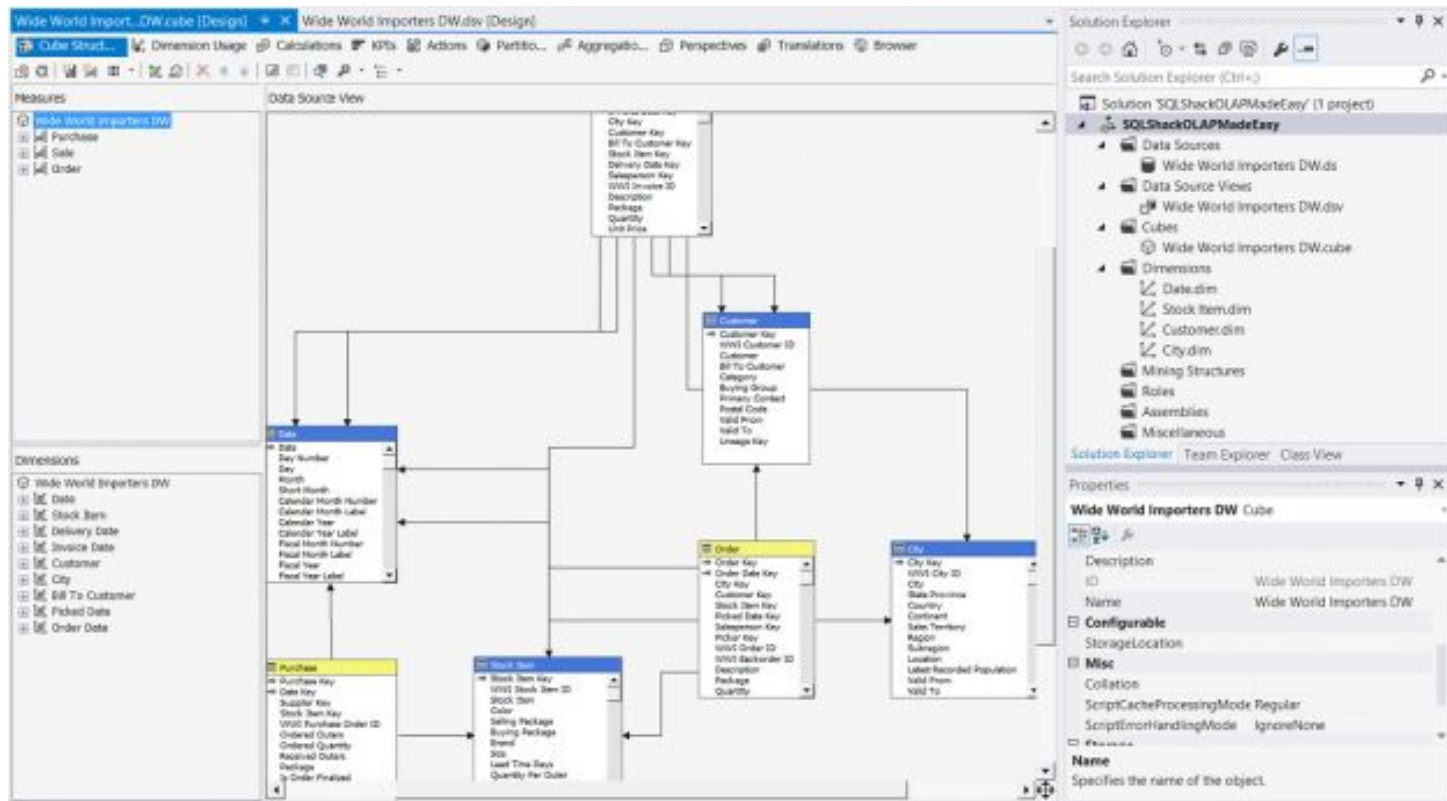 Wide World Import...DW.cube [Design]
Wide World Importers DW.dsv [Design]
Cube Struct...
Dimension Usage
Calculations
KPIs
Actions
Partitio...
Aggregatio...
Perspectives
Translations
Browser
Measures
Wide World Importers DW
Purchase
Sale
Order
Dimensions
Wide World Importers DW
Date
Stock Item
Delivery Date
Invoice Date
Customer
City
Bill To Customer
Picked Date
Order Date
Data Source View
City Key
Customer Key
Bill To Customer Key
Stock Item Key
Delivery Date Key
Salesperson Key
WWI Invoice ID
Description
Package
Quantity
Unit Price
Customer
Customer Key
WWI Customer ID
Customer
Bill To Customer
Category
Buying Group
Primary Contact
Postal Code
Valid From
Valid To
Lineage Key
Date
Date
Day Number
Day
Month
Short Month
Calendar Month Number
Calendar Month Label
Calendar Year
Calendar Year Label
Fiscal Month Number
Fiscal Month Label
Fiscal Year
Fiscal Year Label
Order
Order Key
Order Date Key
City Key
Customer Key
Stock Item Key
Picked Date Key
Salesperson Key
Picker Key
WWI Order ID
WWI Backorder ID
Description
Package
Quantity
City
City Key
WWI City ID
City
State Province
Country
Continent
Sales Territory
Region
Subregion
Location
Latest Recorded Population
Valid From
Valid To
Purchase
Purchase Key
Date Key
Supplier Key
Stock Item Key
WWI Purchase Order ID
Ordered Outers
Ordered Quantity
Received Outers
Package
Is Order Finalized
Stock Item
Stock Item Key
WWI Stock Item ID
Stock Item
Color
Selling Package
Buying Package
Brand
Size
Lead Time Days
Quantity Per Outer
Solution Explorer
Search Solution Explorer (Ctrl+;)
Solution 'SQLShackOLAPMadeEasy' (1 project)
SQLShackOLAPMadeEasy
Data Sources
Wide World Importers DW.ds
Data Source Views
Wide World Importers DW.dsv
Cubes
Wide World Importers DW.cube
Dimensions
Date.dim
Stock Item.dim
Customer.dim
City.dim
Mining Structures
Roles
Assemblies
Miscellaneous
Solution Explorer Team Explorer Class View
Properties
Wide World Importers DW Cube
Description
ID Wide World Importers DW
Name Wide World Importers DW
Configurable
StorageLocation
Misc
Collation
ScriptCacheProcessingMode Regular
ScriptErrorHandlingMode IgnoreNone
Storage
Name
Specifies the name of the object.